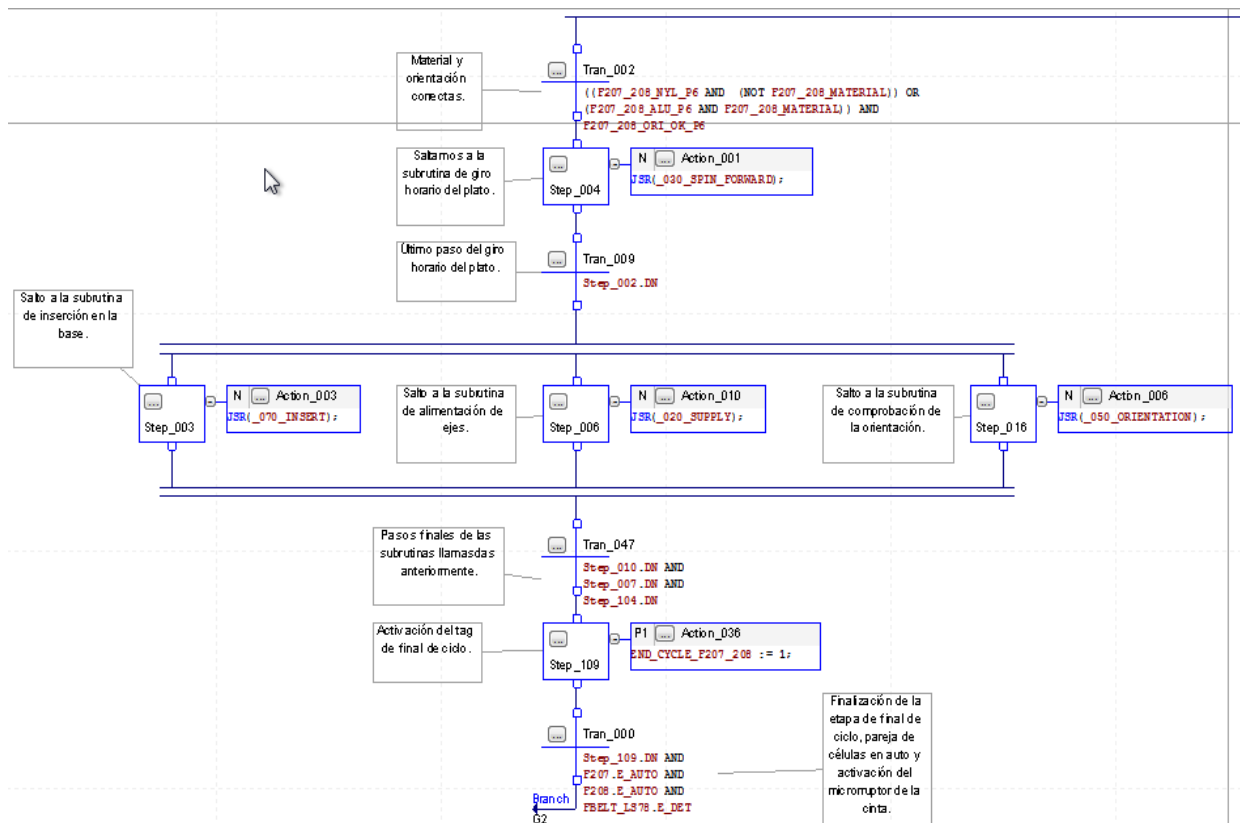 Material y
orientación
conectas.
...
Tran_002
((F207_208_NYL_P6 AND (NOT F207_208_MATERIAL)) OR
(F207_208_ALU_P6 AND F207_208_MATERIAL)) AND
F207_208_ORI_OK_P6
Saltamos a la
subrutina de giro
horario del plato.
...
Step_004
N ... Action_001
JSR(_030_SPIN_FORWARD);
Último paso del giro
horario del plato.
...
Tran_009
Step_002.DN
Salto a la subrutina
de inserción en la
base.
...
Step_003
N ... Action_003
JSR(_070_INSERT);
Salto a la subrutina
de alimentación de
ejes.
...
Step_006
N ... Action_010
JSR(_020_SUPPLY);
Salto a la subrutina
de comprobación de
la orientación.
...
Step_016
N ... Action_006
JSR(_050_ORIENTATION);
Pasos finales de las
subrutinas llamasdas
anteriormente.
...
Tran_047
Step_010.DN AND
Step_007.DN AND
Step_104.DN
Activación del tag
de final de ciclo.
...
Step_109
P1 ... Action_036
END_CYCLE_F207_208 := 1;
...
Tran_000
Step_109.DN AND
F207.E_AUTO AND
F208.E_AUTO AND
FBELT_LS78.E_DET
Finalización de la
etapa de final de
ciclo, pareja de
células en auto y
activación del
microrruptor de la
cinta.
Branch
G2